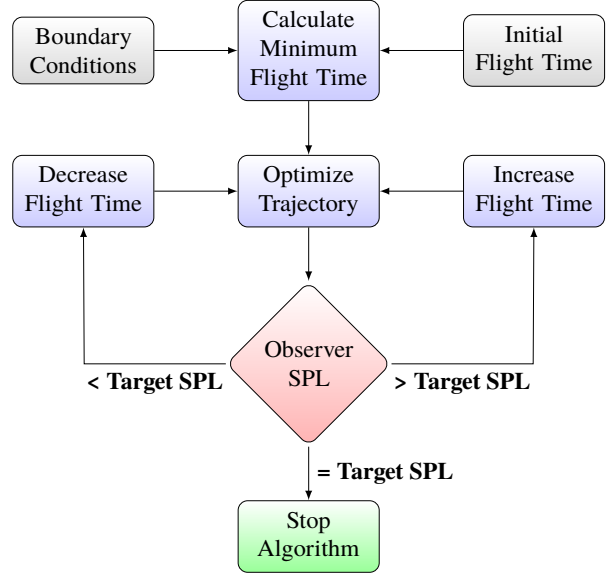 Boundary
Conditions
Calculate
Minimum
Flight Time
Initial
Flight Time
Decrease
Flight Time
Optimize
Trajectory
Increase
Flight Time
Observer
SPL
< Target SPL
> Target SPL
= Target SPL
Stop
Algorithm